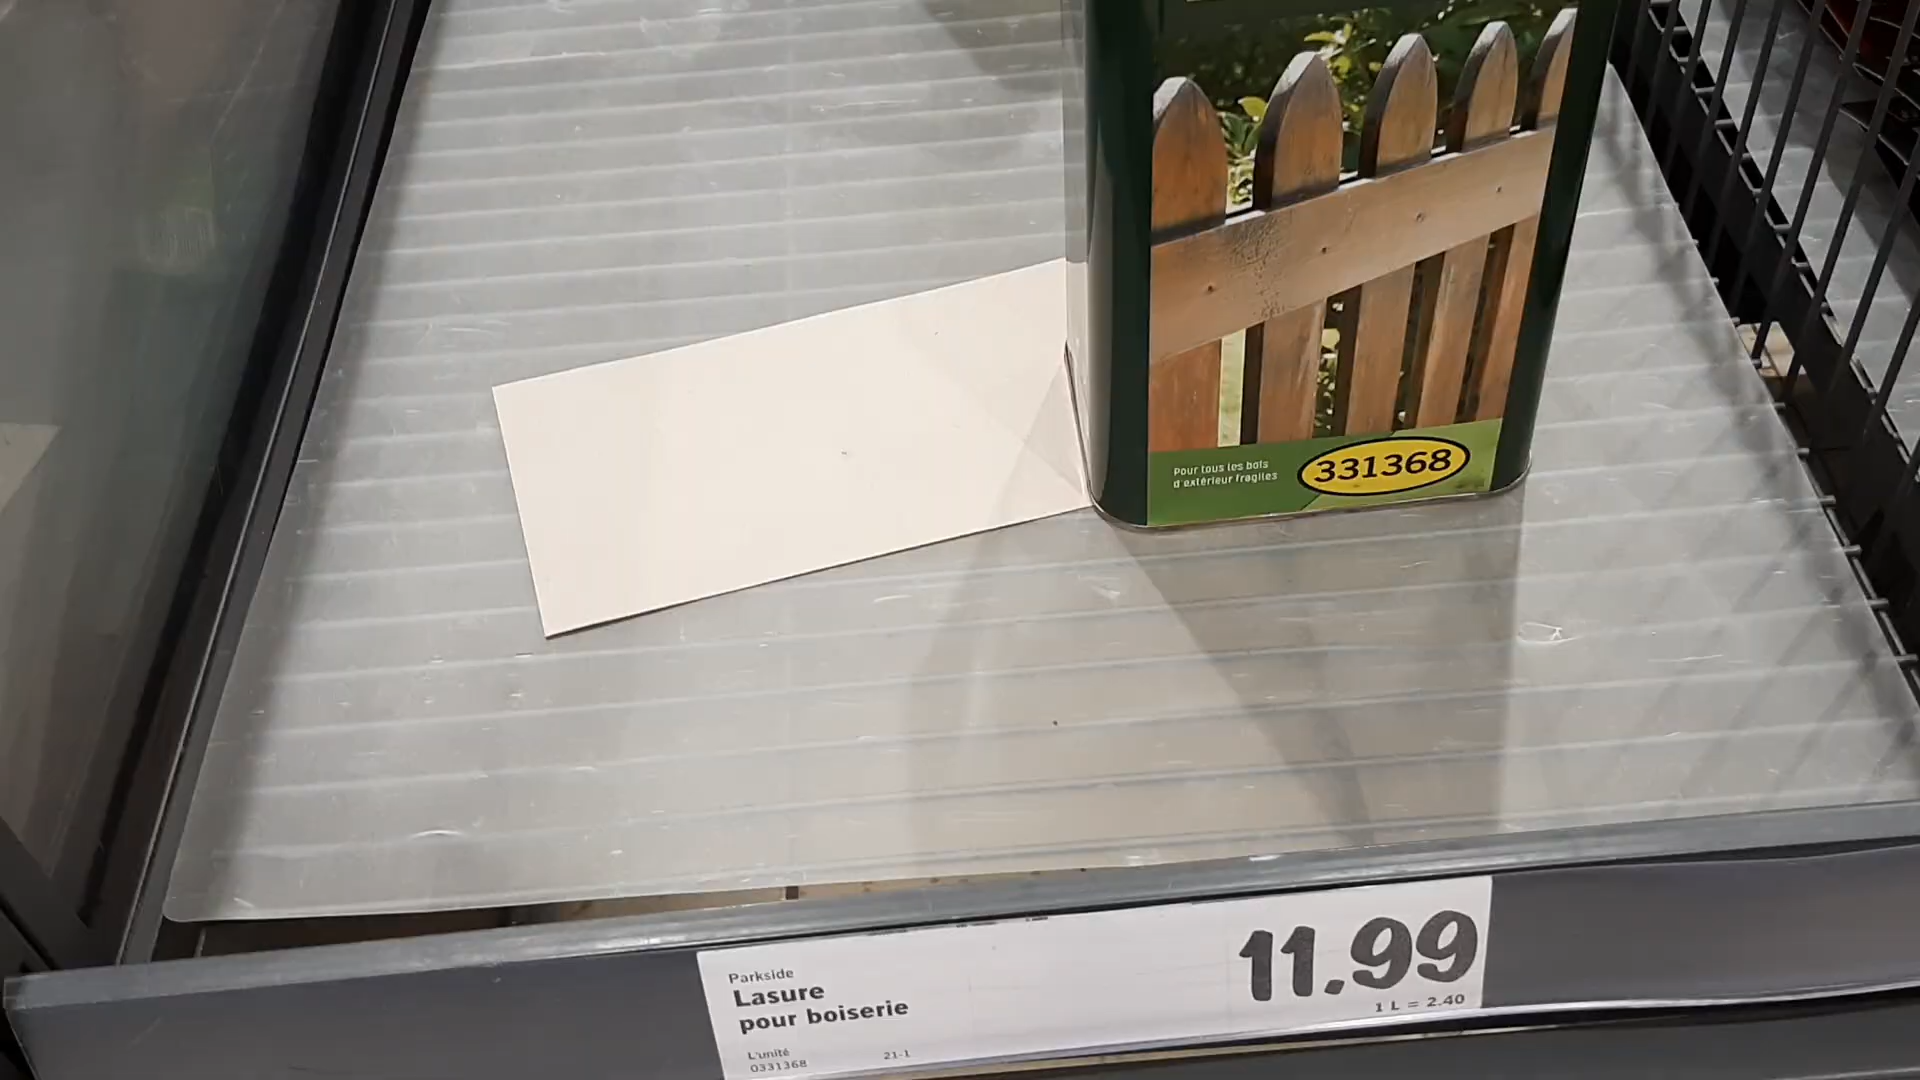 Pour tous les bois
d'extérieur fragiles
331368
Parkside
Lasure
pour boiserie
11.99
1 L = 2.40
L'unité
0331368
21-1